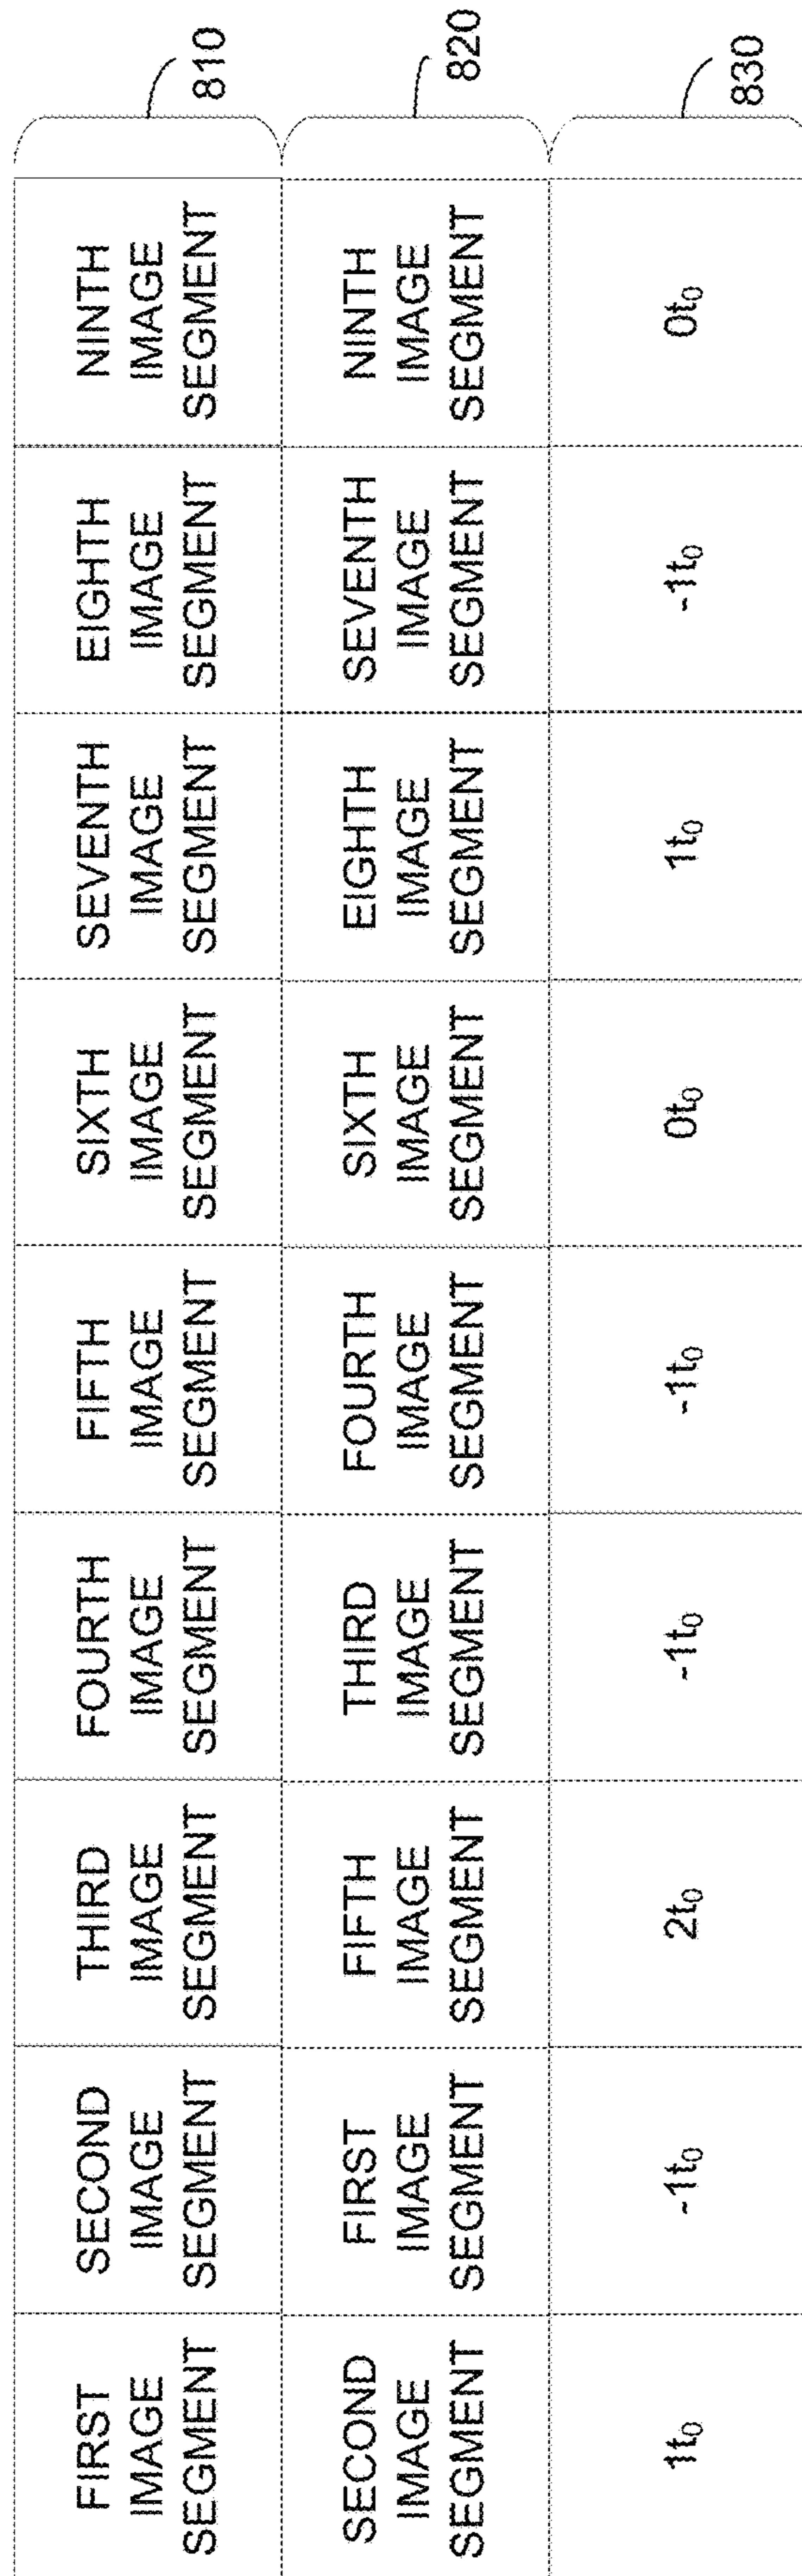 FIRST
IMAGE
SEGMENT
SECOND
IMAGE
SEGMENT
THIRD
IMAGE
SEGMENT
FOURTH
IMAGE
SEGMENT
FIFTH
IMAGE
SEGMENT
SIXTH
IMAGE
SEGMENT
SEVENTH
IMAGE
SEGMENT
EIGHTH
IMAGE
SEGMENT
NINTH
IMAGE
SEGMENT
810
SECOND
IMAGE
SEGMENT
FIRST
IMAGE
SEGMENT
FIFTH
IMAGE
SEGMENT
THIRD
IMAGE
SEGMENT
FOURTH
IMAGE
SEGMENT
SIXTH
IMAGE
SEGMENT
EIGHTH
IMAGE
SEGMENT
SEVENTH
IMAGE
SEGMENT
NINTH
IMAGE
SEGMENT
820
1t₀
-1t₀
2t₀
-1t₀
-1t₀
0t₀
1t₀
-1t₀
0t₀
830